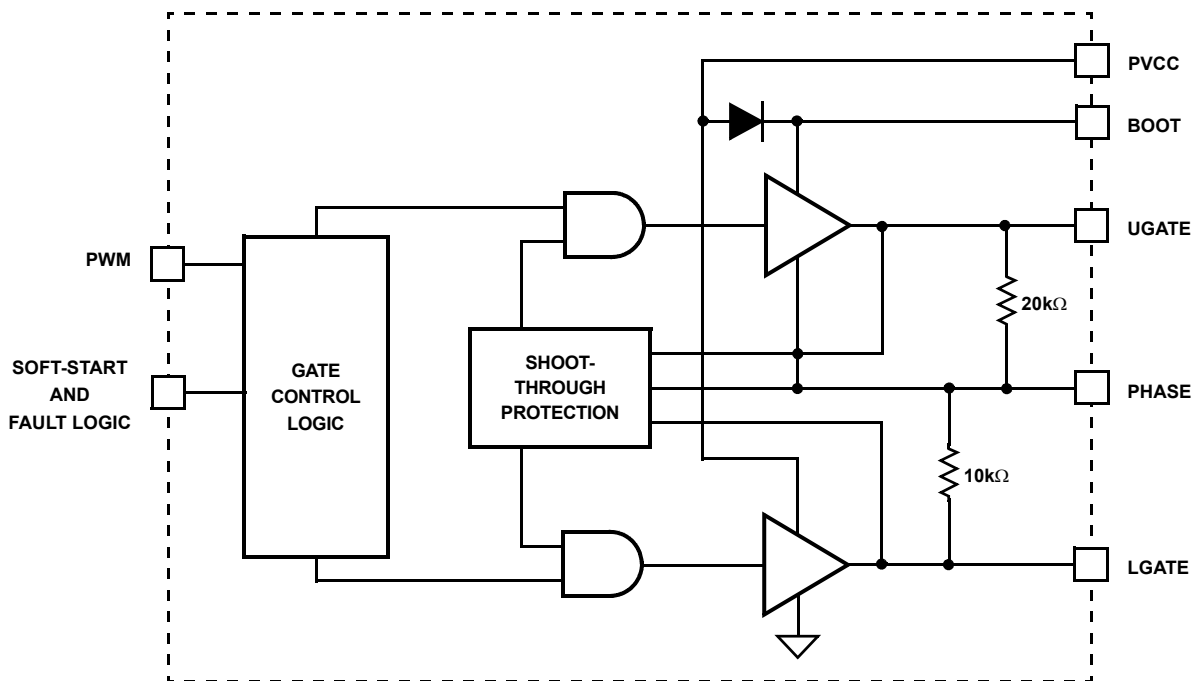 PVCC
BOOT
UGATE
PWM
20kΩ
SOFT-START
AND
FAULT LOGIC
GATE
CONTROL
LOGIC
SHOOT-
THROUGH
PROTECTION
PHASE
10kΩ
LGATE